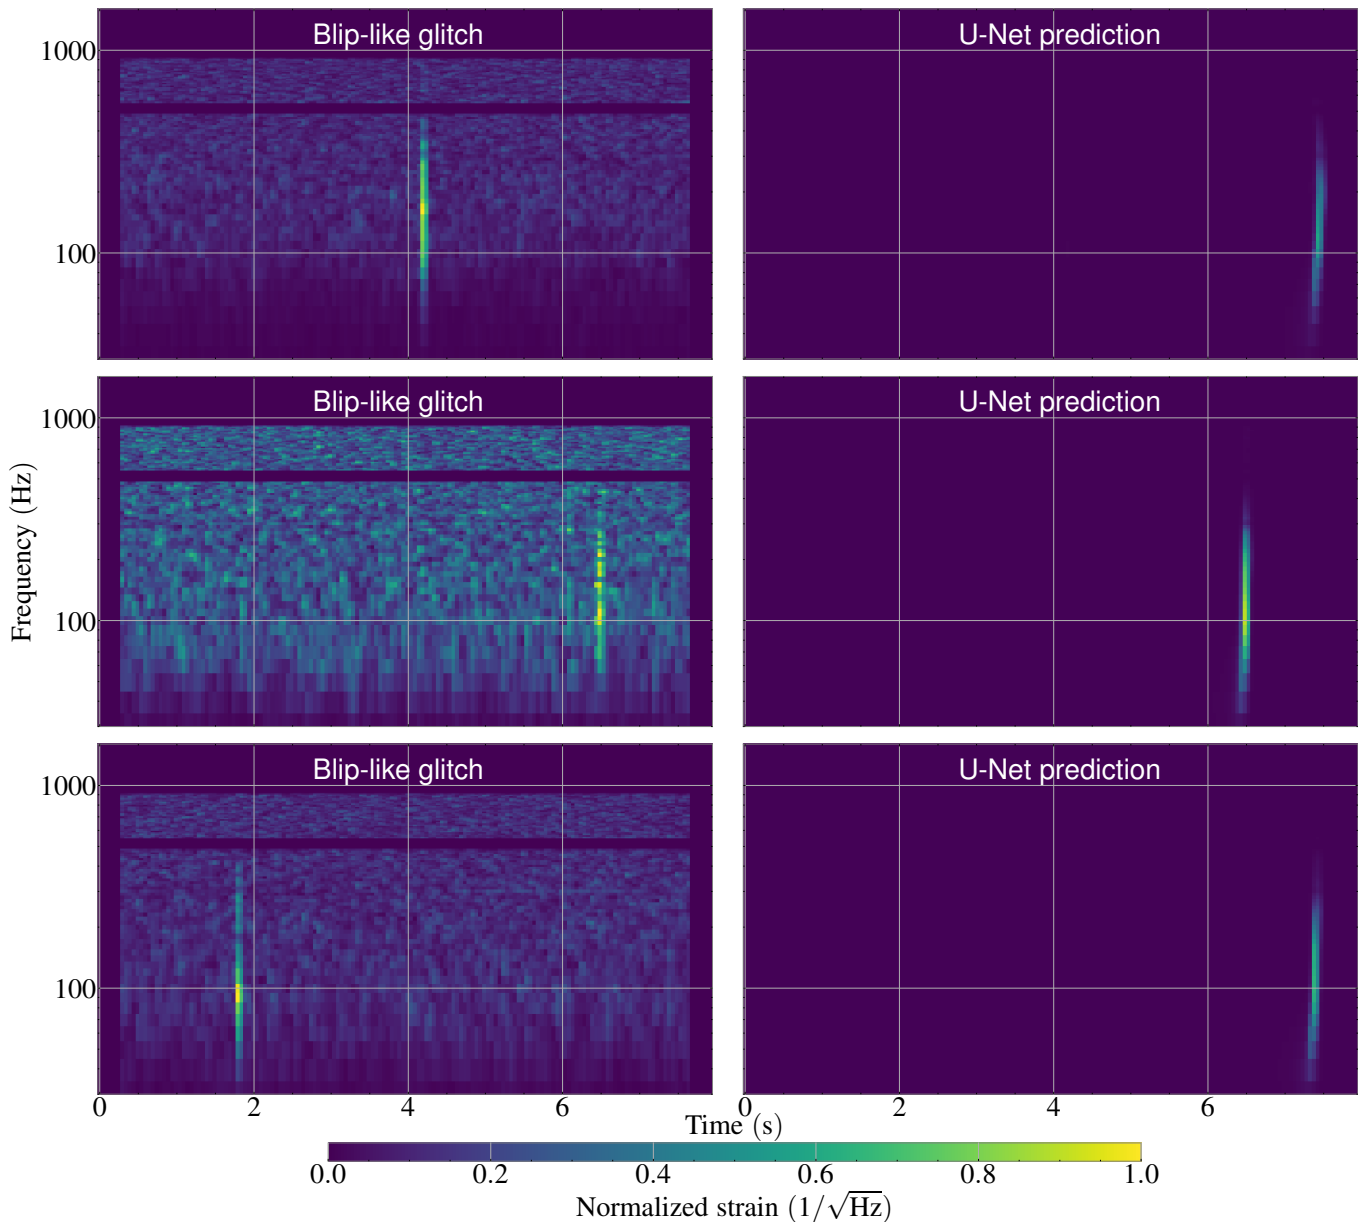 Blip-like glitch
U-Net prediction
1000
100
Blip-like glitch
U-Net prediction
1000
100
Frequency (Hz)
Blip-like glitch
U-Net prediction
1000
100
0 2 4 6 0 2 4 6
Time (s)
0.0 0.2 0.4 0.6 0.8 1.0
Normalized strain (1/√Hz)